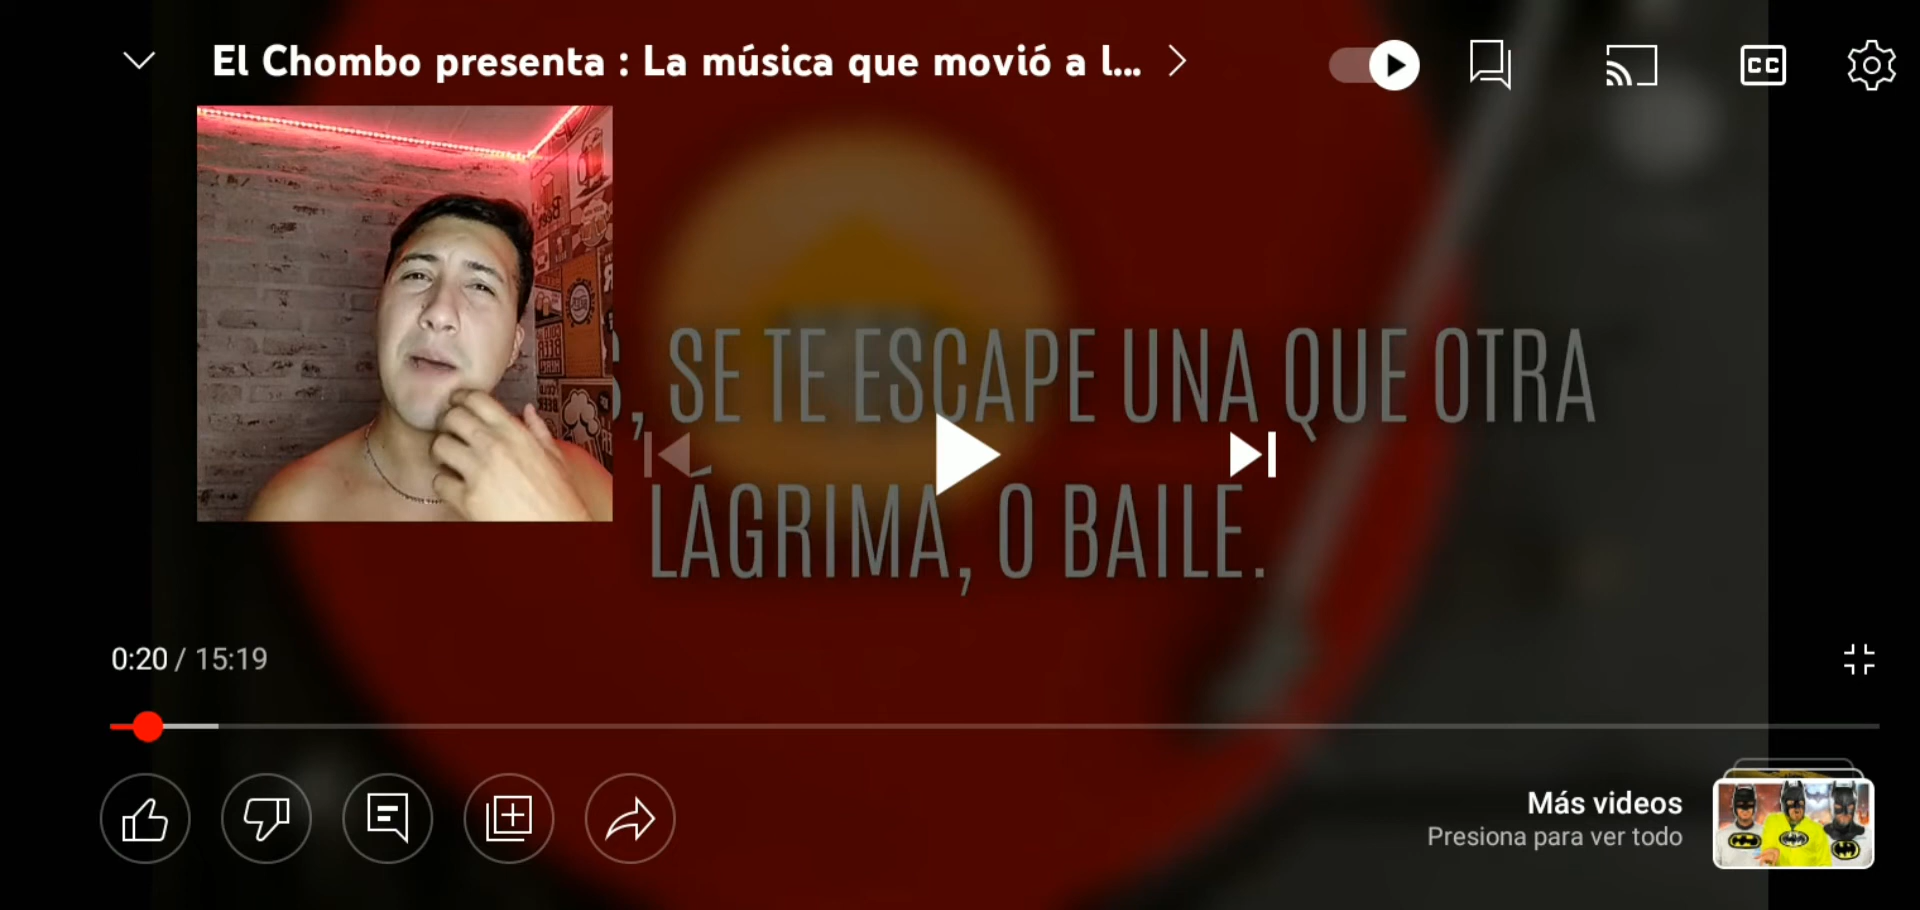 El Chombo presenta : La música que movió a l...
CC
, SE TE ESCAPE UNA QUE OTRA
LÁGRIMA, O BAILE.
0:20 / 15:19
Más videos
Presiona para ver todo